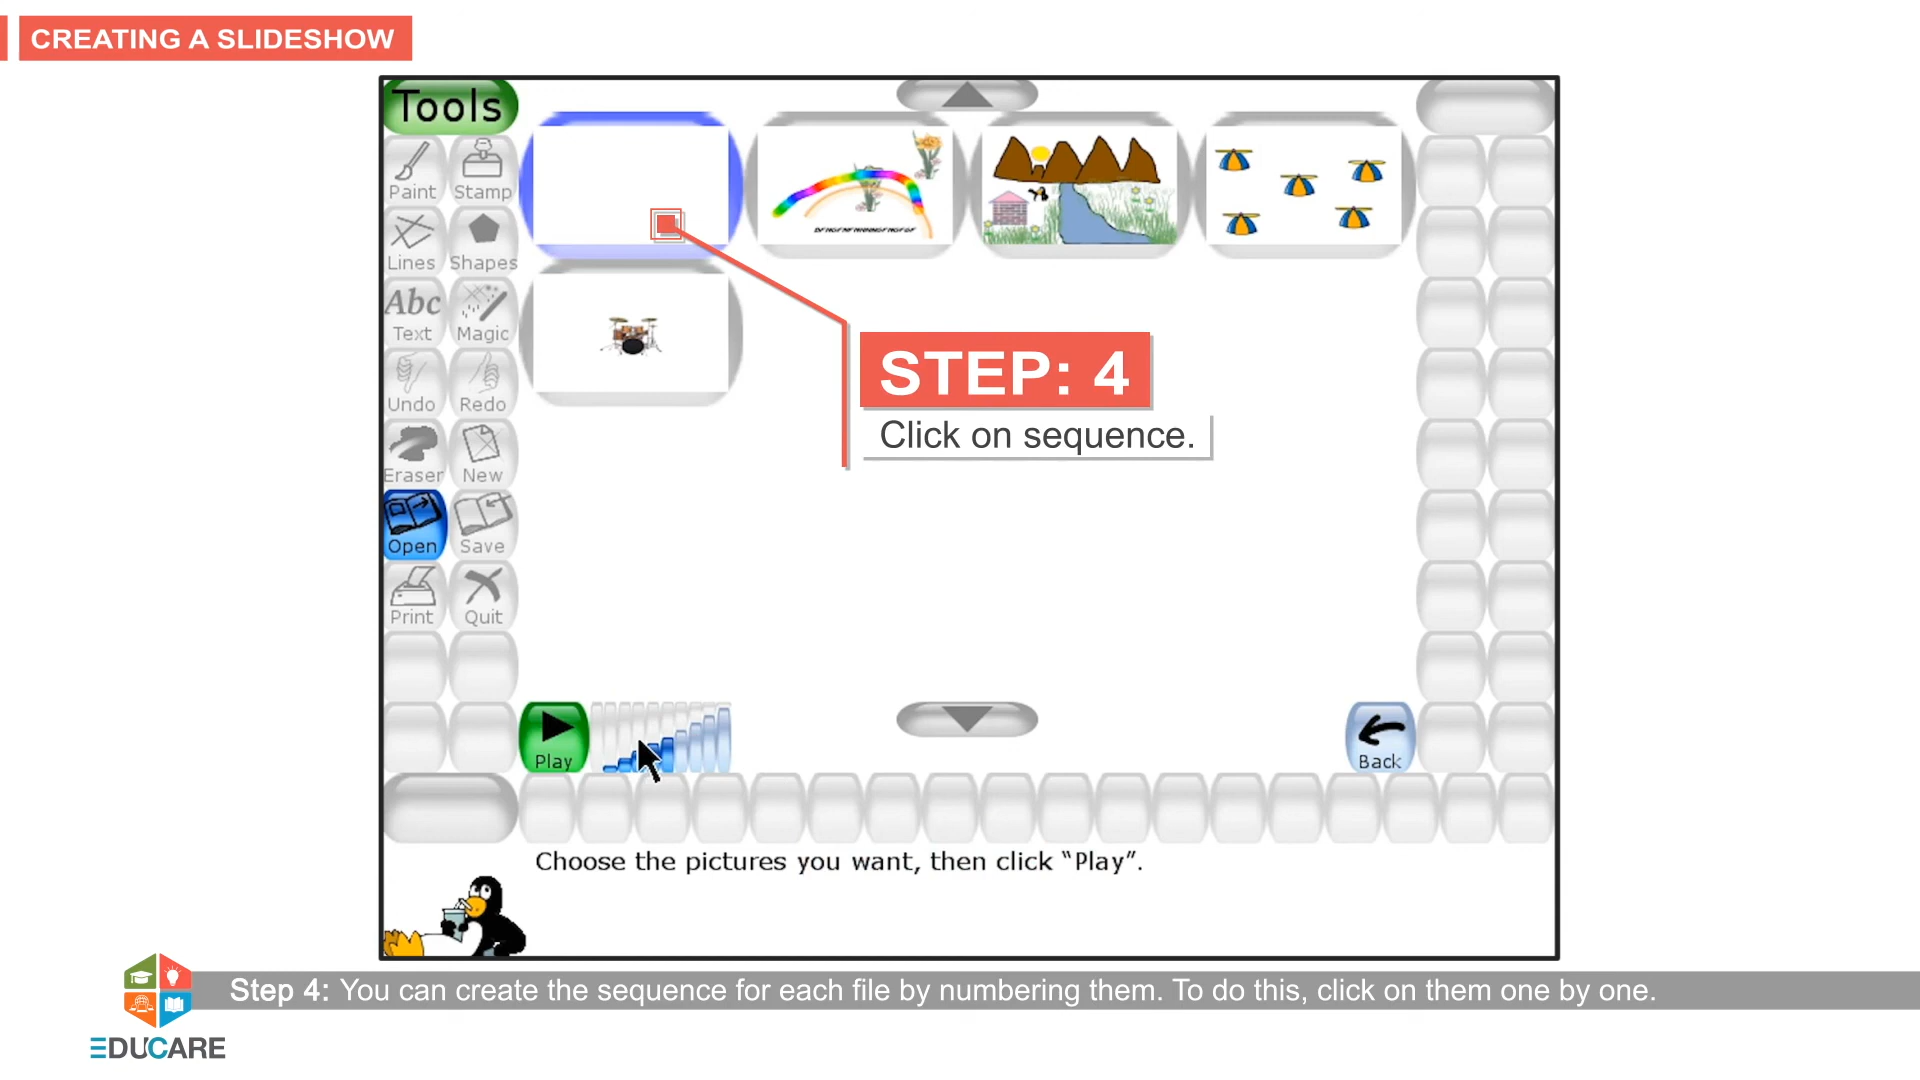 CREATING A SLIDESHOW
Tools
Paint
Stamp
Lines
Shapes
Abc
Text
Magic
Undo
Redo
Eraser
New
Open
Save
Print
Quit
STEP: 4
Click on sequence.
Play
Back
Choose the pictures you want, then click “Play”.
Step 4: You can create the sequence for each file by numbering them. To do this, click on them one by one.
EDUCARE